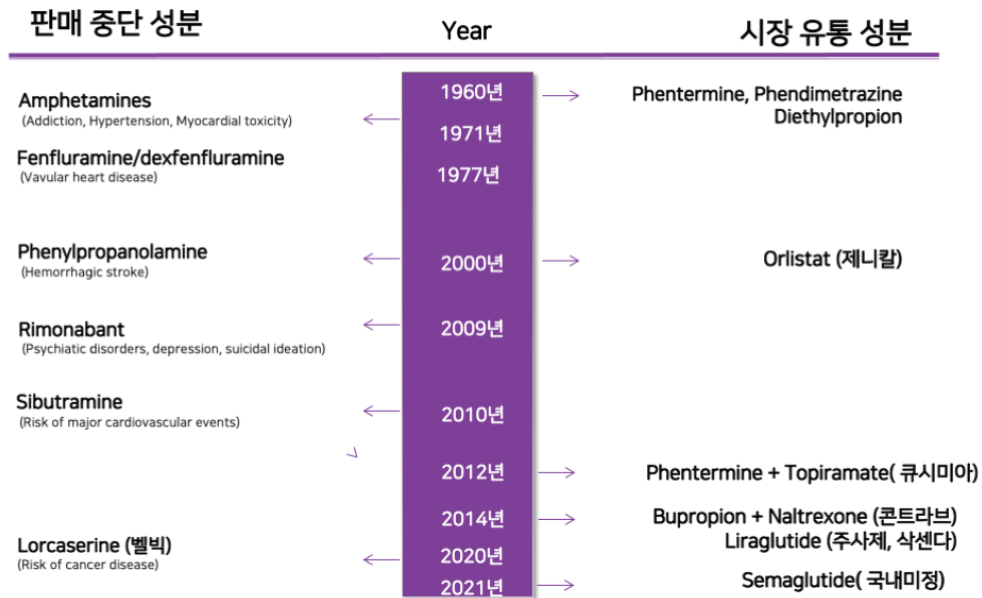 판매 중단 성분
Year
시장 유통 성분
1960년
Phentermine, Phendimetrazine
Diethylpropion
Amphetamines
(Addiction, Hypertension, Myocardial toxicity)
1971년
Fenfluramine/dexfenfluramine
(Vavular heart disease)
1977년
Phenylpropanolamine
(Hemorrhagic stroke)
2000년
Orlistat (제니칼)
Rimonabant
(Psychiatric disorders, depression, suicidal ideation)
2009년
Sibutramine
(Risk of major cardiovascular events)
2010년
2012년
Phentermine + Topiramate( 큐시미아)
2014년
Bupropion + Naltrexone (콘트라브)
Liraglutide (주사제, 삭센다)
Lorcaserine (벨빅)
(Risk of cancer disease)
2020년
2021년
Semaglutide( 국내미정)